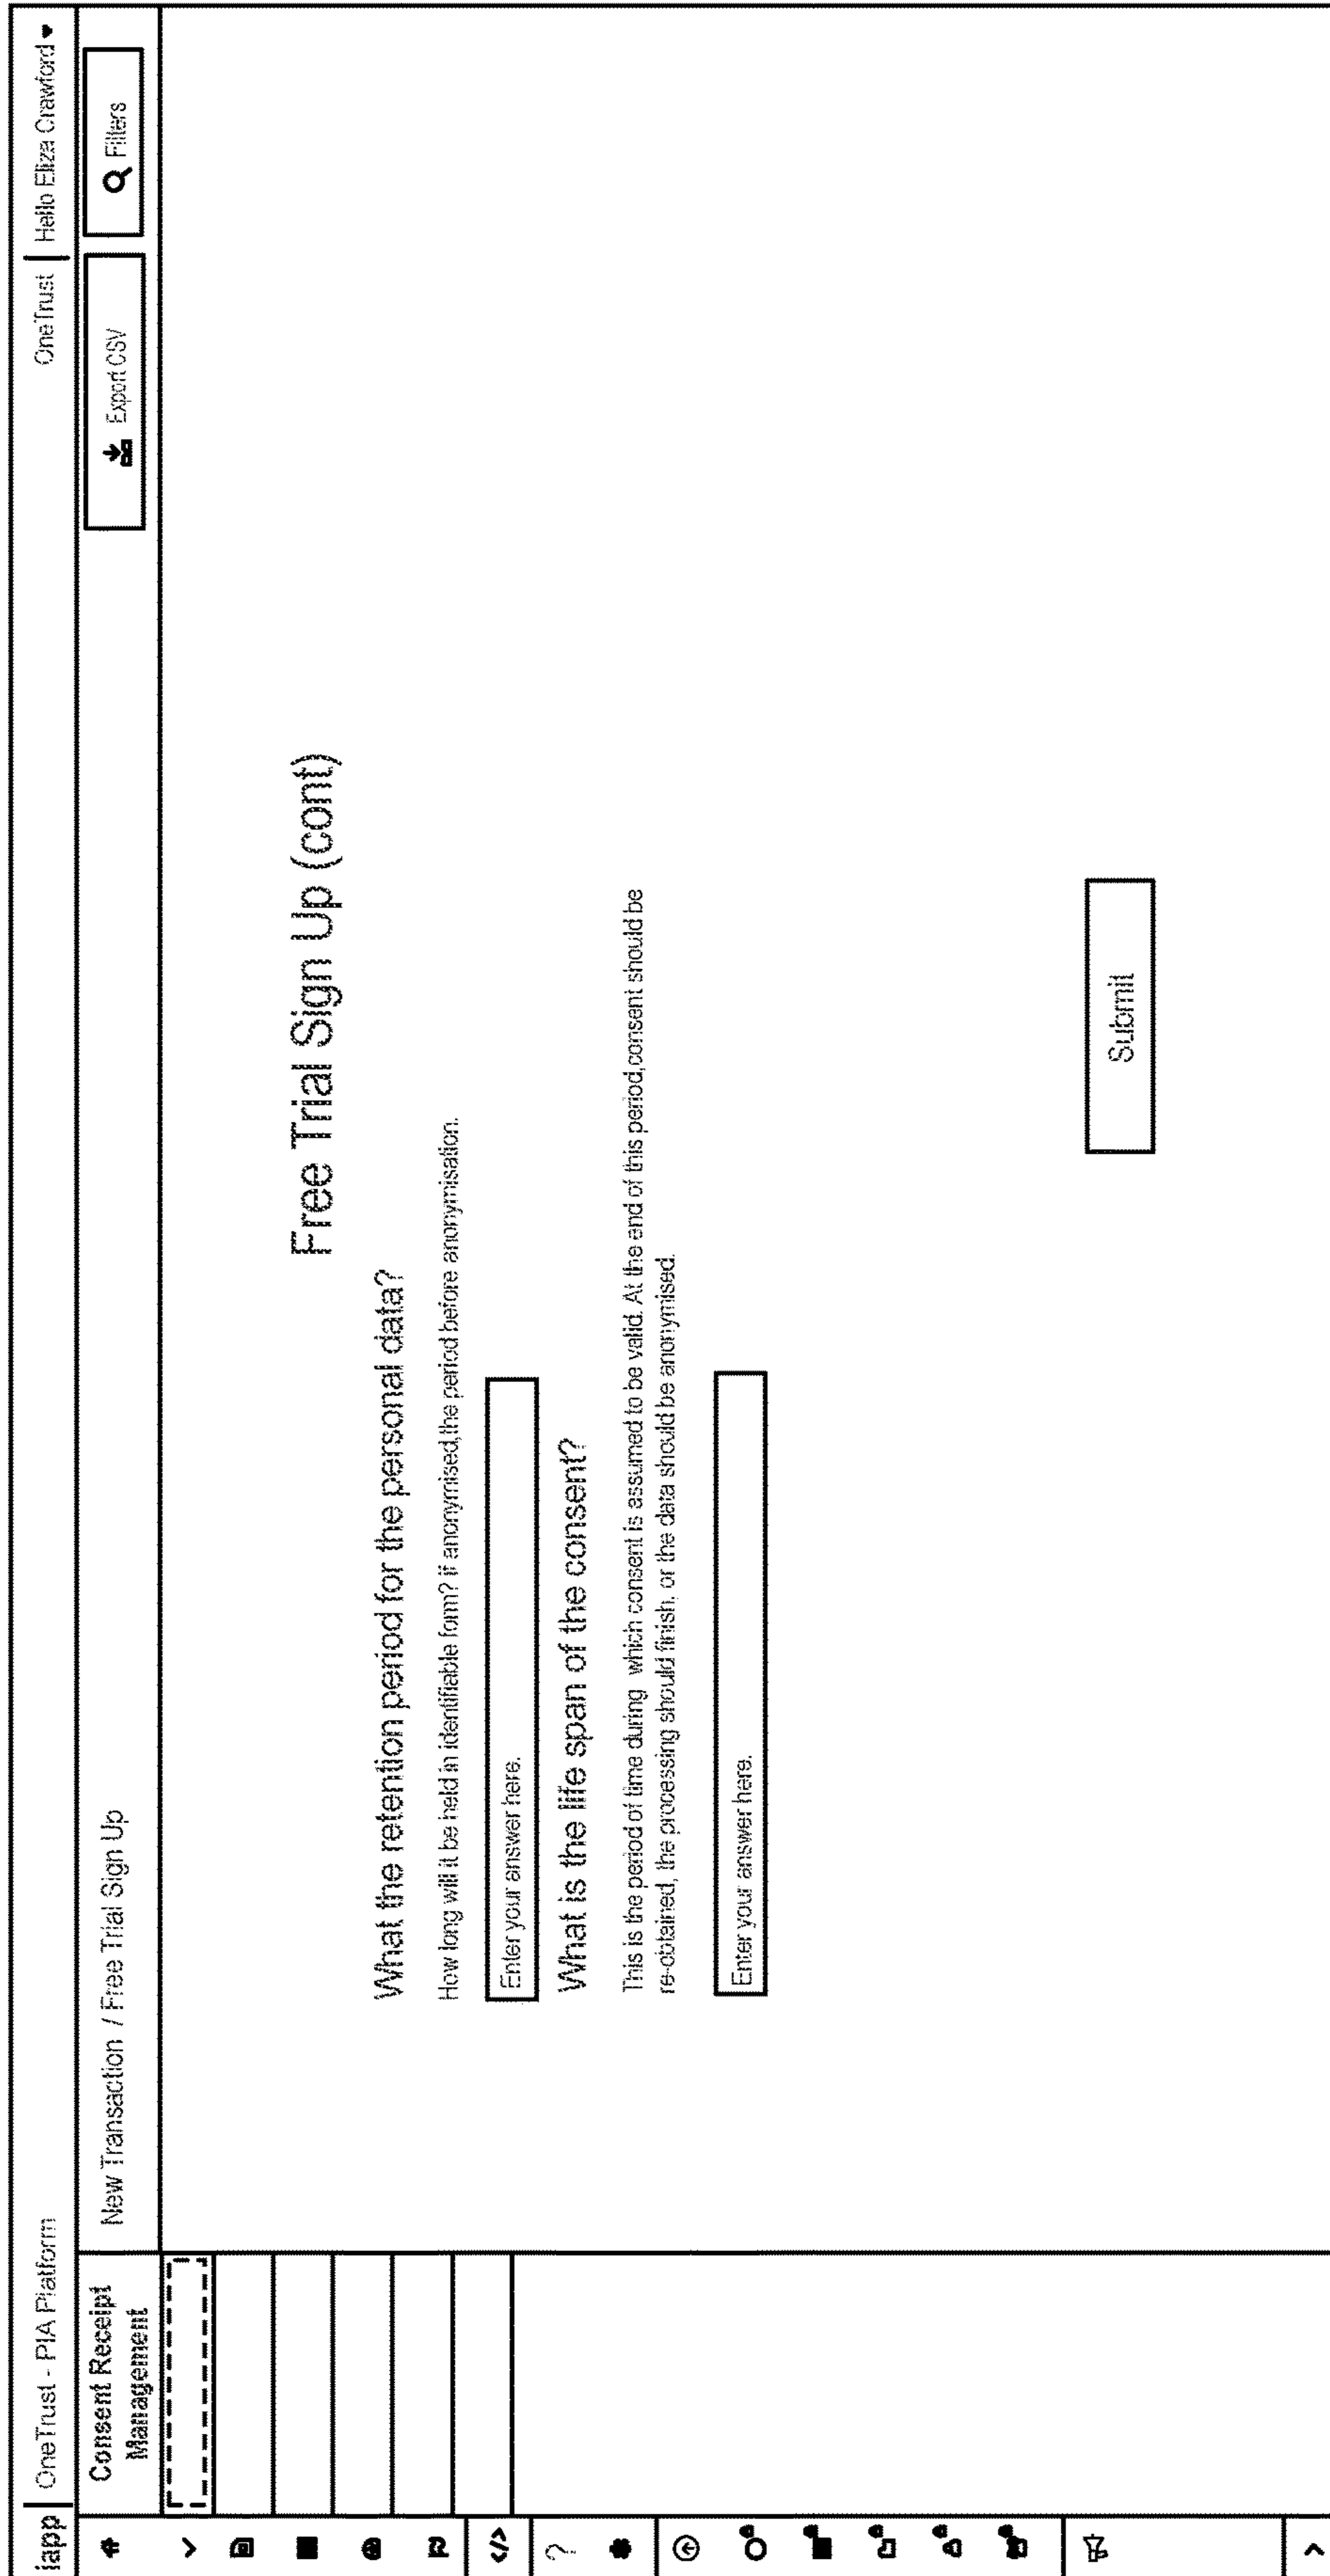 iapp | OneTrust - PIA Platform
OneTrust | Hello Eliza Crawford
Consent Receipt
Management
New Transaction / Free Trial Sign Up
Export CSV
Filters
Free Trial Sign Up (cont)
What the retention period for the personal data?
How long will it be held in identifiable form? If anonymised,the period before anonymisation.
Enter your answer here.
What is the life span of the consent?
This is the period of time during which consent is assumed to be valid. At the end of this period,consent should be
re-obtained, the processing should finish, or the data should be anonymised.
Enter your answer here.
Submit